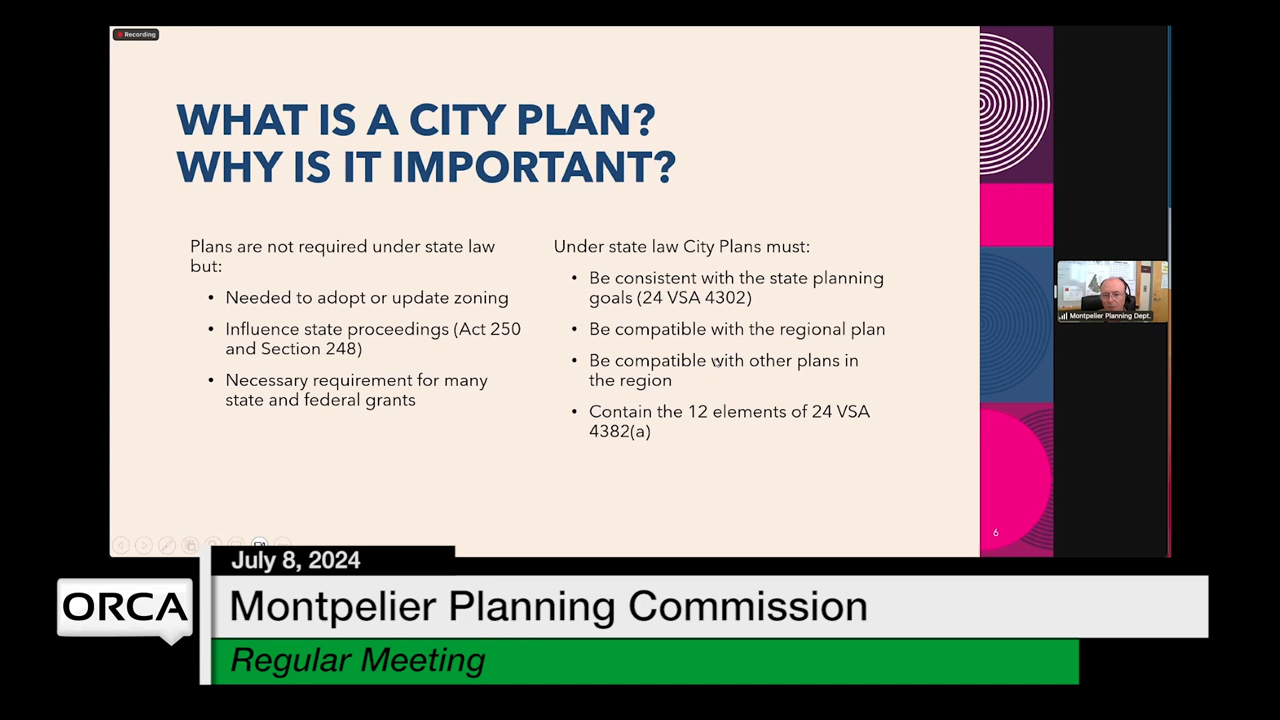 Recording
WHAT IS A CITY PLAN?
WHY IS IT IMPORTANT?
Plans are not required under state law
but:
• Needed to adopt or update zoning
• Influence state proceedings (Act 250
and Section 248)
• Necessary requirement for many
state and federal grants
Under state law City Plans must:
• Be consistent with the state planning
goals (24 VSA 4302)
• Be compatible with the regional plan
• Be compatible with other plans in
the region
• Contain the 12 elements of 24 VSA
4382(a)
Montpelier Planning Dept.
6
July 8, 2024
ORCA
Montpelier Planning Commission
Regular Meeting